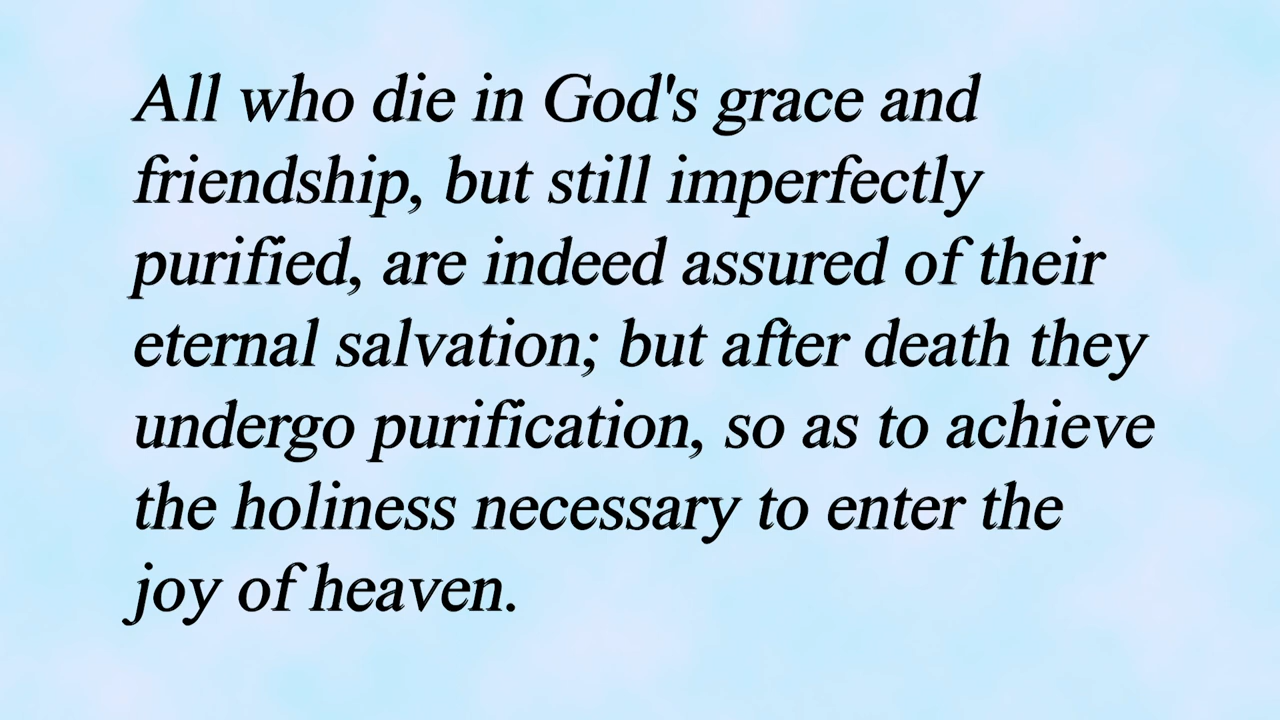 All who die in God's grace and
friendship, but still imperfectly
purified, are indeed assured of their
eternal salvation; but after death they
undergo purification, so as to achieve
the holiness necessary to enter the
joy of heaven.